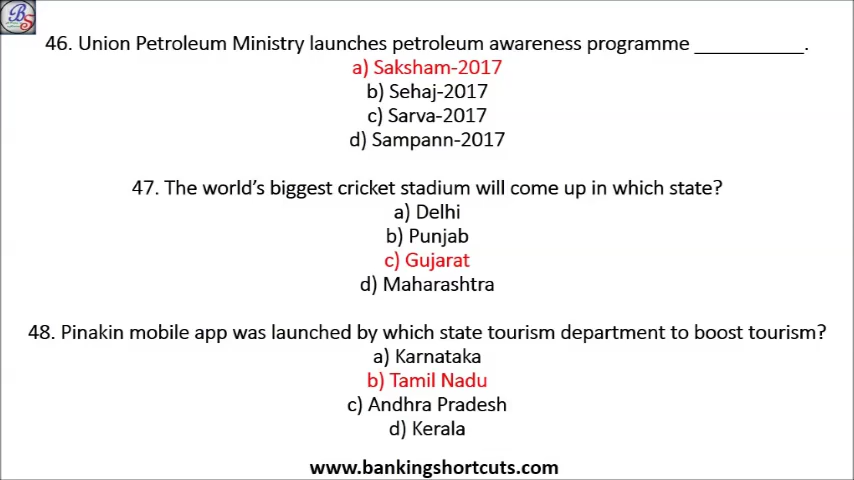 BS
46. Union Petroleum Ministry launches petroleum awareness programme __________.
a) Saksham-2017
b) Sehaj-2017
c) Sarva-2017
d) Sampann-2017
47. The world's biggest cricket stadium will come up in which state?
a) Delhi
b) Punjab
c) Gujarat
d) Maharashtra
48. Pinakin mobile app was launched by which state tourism department to boost tourism?
a) Karnataka
b) Tamil Nadu
c) Andhra Pradesh
d) Kerala
www.bankingshortcuts.com